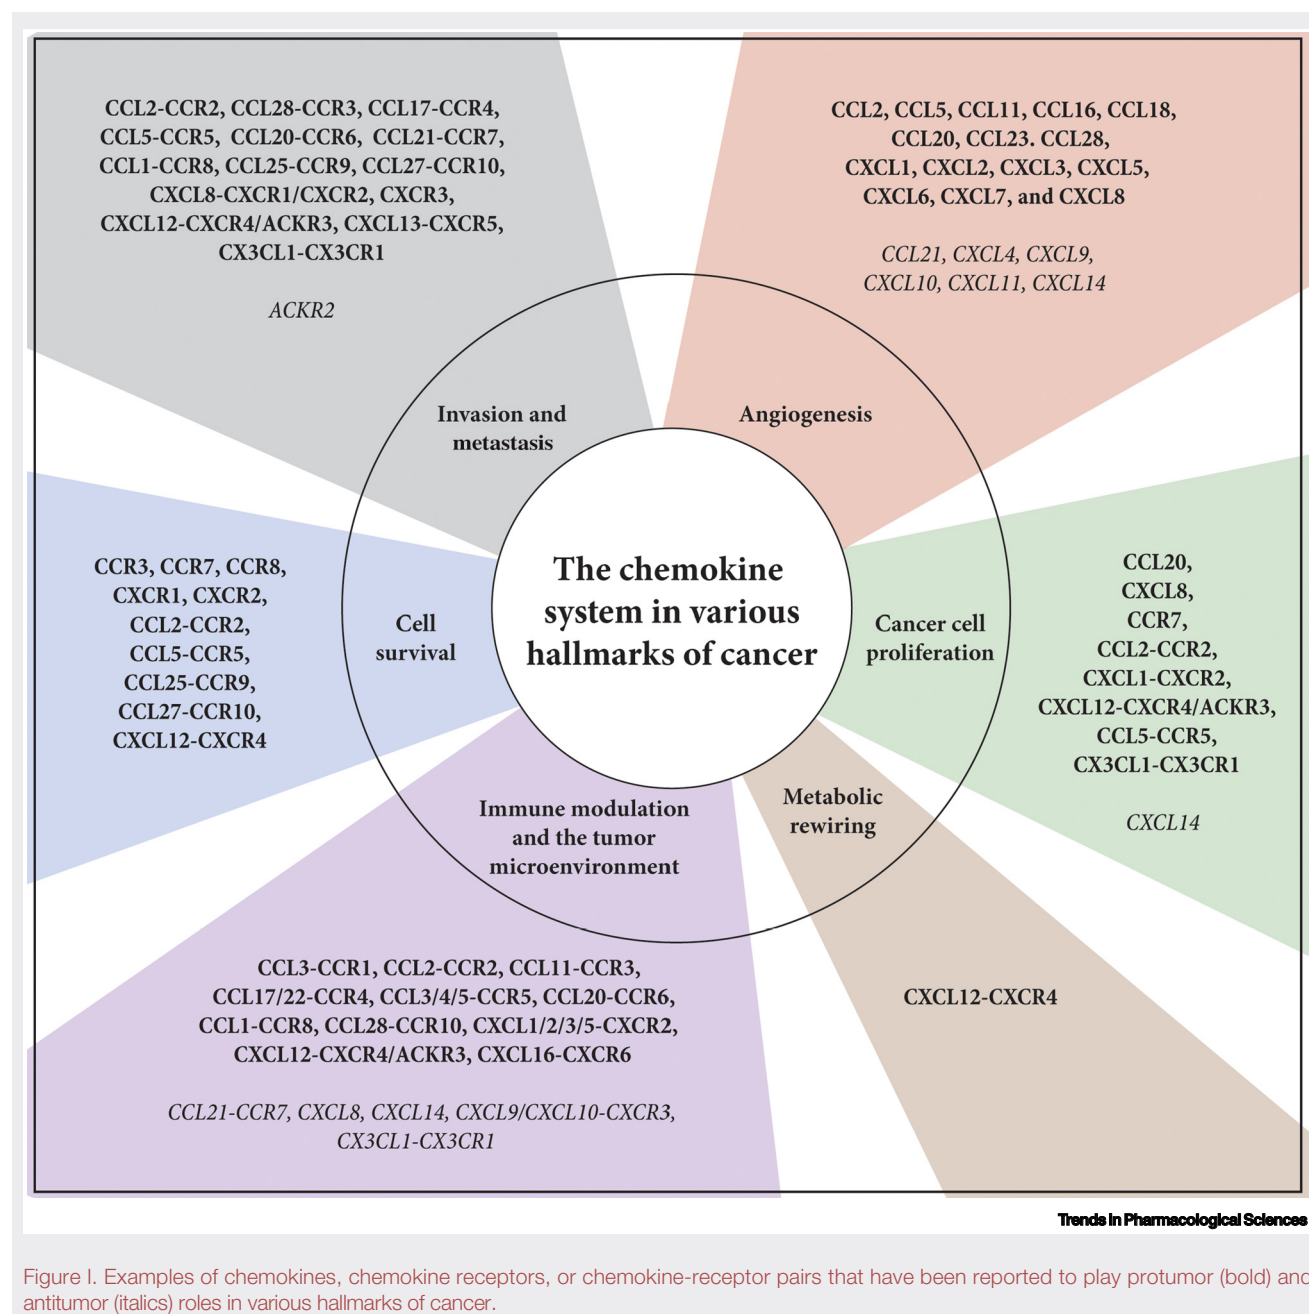 CCL2-CCR2, CCL28-CCR3, CCL17-CCR4,
CCL5-CCR5, CCL20-CCR6, CCL21-CCR7,
CCL1-CCR8, CCL25-CCR9, CCL27-CCR10,
CXCL8-CXCR1/CXCR2, CXCR3,
CXCL12-CXCR4/ACKR3, CXCL13-CXCR5,
CX3CL1-CX3CR1
ACKR2
Invasion and
metastasis
CCL2, CCL5, CCL11, CCL16, CCL18,
CCL20, CCL23. CCL28,
CXCL1, CXCL2, CXCL3, CXCL5,
CXCL6, CXCL7, and CXCL8
CCL21, CXCL4, CXCL9,
CXCL10, CXCL11, CXCL14
Angiogenesis
CCR3, CCR7, CCR8,
CXCR1, CXCR2,
CCL2-CCR2,
CCL5-CCR5,
CCL25-CCR9,
CCL27-CCR10,
CXCL12-CXCR4
Cell
survival
The chemokine
system in various
hallmarks of cancer
Cancer cell
proliferation
CCL20,
CXCL8,
CCR7,
CCL2-CCR2,
CXCL1-CXCR2,
CXCL12-CXCR4/ACKR3,
CCL5-CCR5,
CX3CL1-CX3CR1
CXCL14
Immune modulation
and the tumor
microenvironment
CCL3-CCR1, CCL2-CCR2, CCL11-CCR3,
CCL17/22-CCR4, CCL3/4/5-CCR5, CCL20-CCR6,
CCL1-CCR8, CCL28-CCR10, CXCL1/2/3/5-CXCR2,
CXCL12-CXCR4/ACKR3, CXCL16-CXCR6
CCL21-CCR7, CXCL8, CXCL14, CXCL9/CXCL10-CXCR3,
CX3CL1-CX3CR1
Metabolic
rewiring
CXCL12-CXCR4
Trends in Pharmacological Sciences
Figure I. Examples of chemokines, chemokine receptors, or chemokine-receptor pairs that have been reported to play protumor (bold) and
antitumor (italics) roles in various hallmarks of cancer.